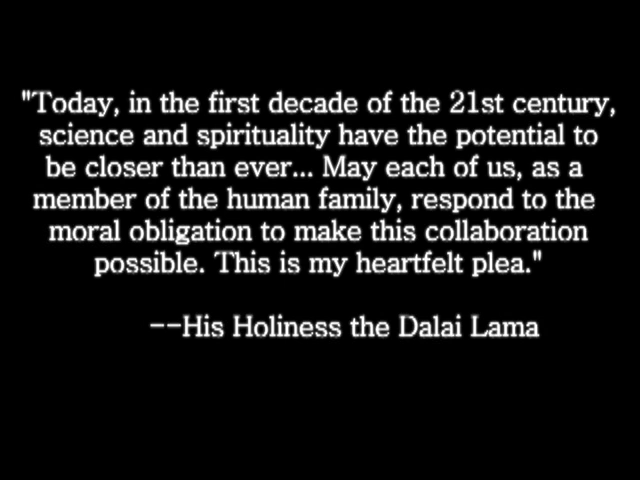 "Today, in the first decade of the 21st century,
science and spirituality have the potential to
be closer than ever... May each of us, as a
member of the human family, respond to the
moral obligation to make this collaboration
possible. This is my heartfelt plea."
--His Holiness the Dalai Lama